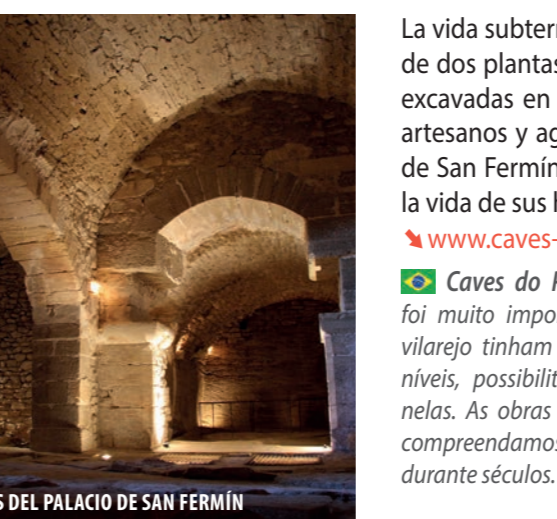 La vida subterr
de dos plantas
excavadas en
artesanos y ag
de San Fermín
la vida de sus
www.caves-
Caves do
foi muito impo
vilarejo tinham
níveis, possibilit
nelas. As obras
compreendamos
durante séculos.
S DEL PALACIO DE SAN FERMÍN